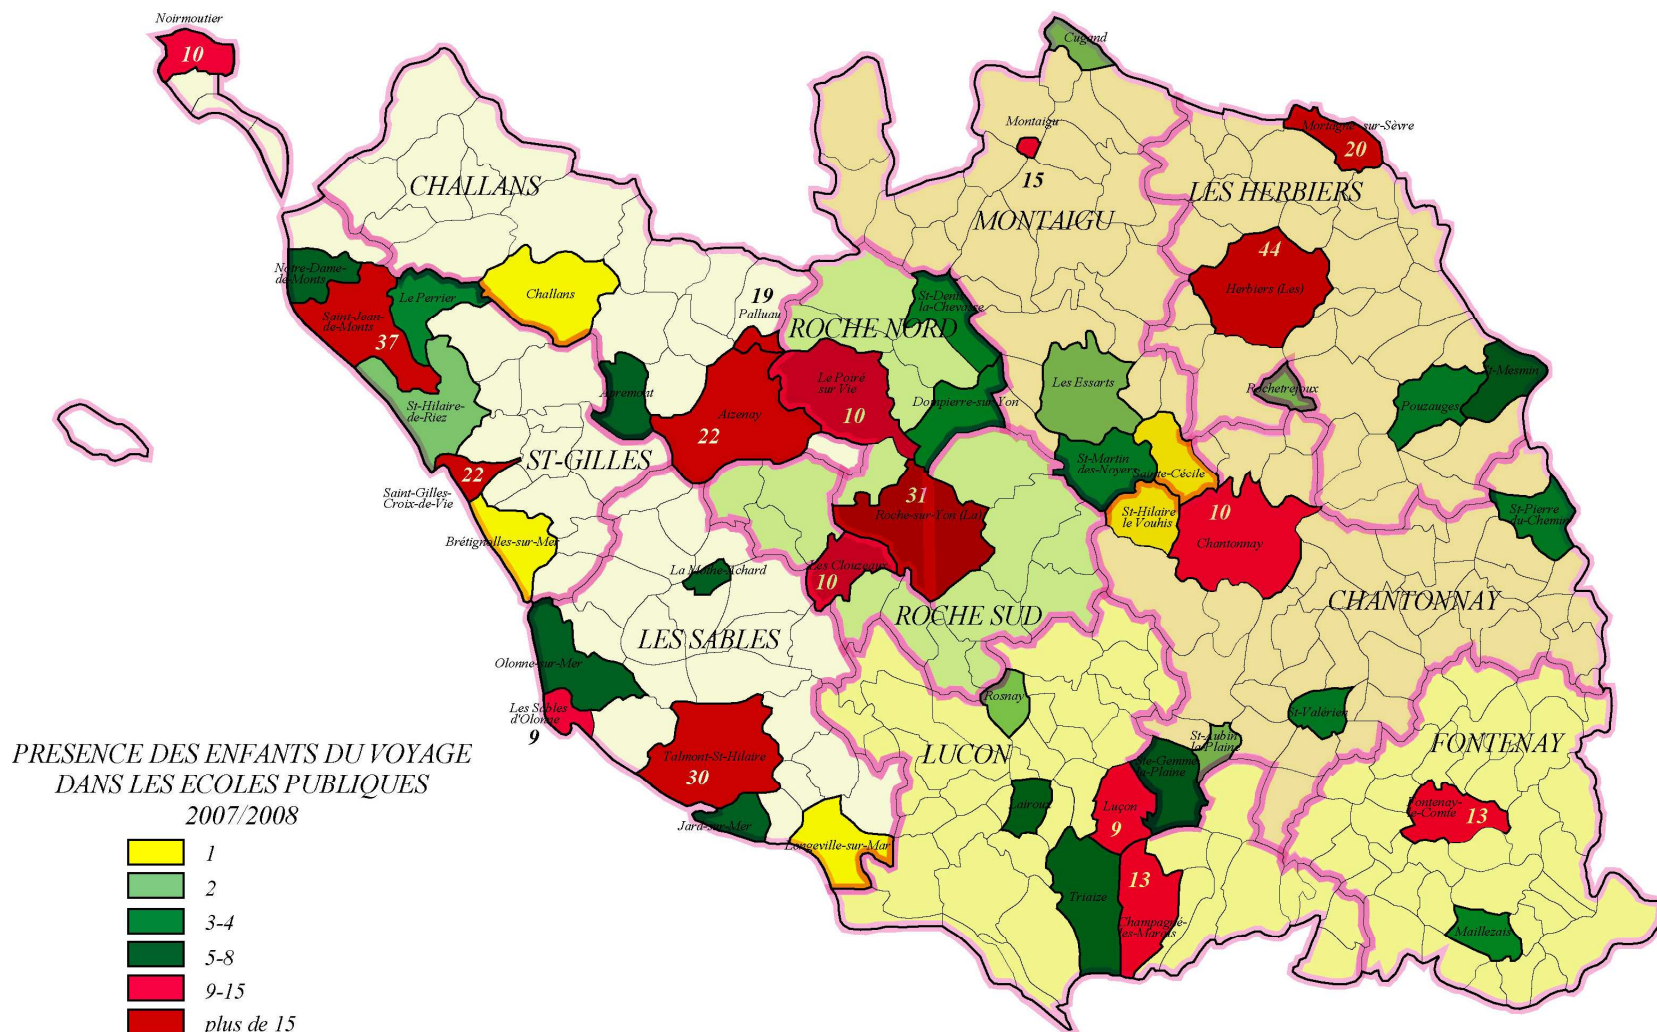 Noirmoutier
10
Cugand
Montaigu
15
Mortagne-sur-Sèvre
20
CHALLANS
MONTAIGU
LES HERBIERS
44
Herbiers (Les)
Notre-Dame-
de-Monts
Le Perrier
Challans
19
Palluau
St-Denis-
la-Chevasse
ROCHE NORD
Saint-Jean-
de-Monts
37
St-Hilaire-
de-Riez
Apremont
Aizenay
22
Le Poiré
sur Vie
10
Dompierre-sur-Yon
Les Essarts
Rochetrejoux
St-Mesmin
Pouzauges
ST-GILLES
22
Saint-Gilles-
Croix-de-Vie
St-Martin
des-Noyers
Sainte-Cécile
31
Roche-sur-Yon (La)
St-Hilaire
le Vouhis
10
Chantonnay
St-Pierre
du-Chemin
Brétignolles-sur-Mer
La Mothe-Achard
Les Clouzeaux
10
ROCHE SUD
CHANTONNAY
LES SABLES
Olonne-sur-Mer
Les Sables
d'Olonne
9
Rosnay
St-Valérien
St-Aubin
la-Plaine
Ste-Gemme
la-Plaine
FONTENAY
LUCON
Talmont-St-Hilaire
30
Jard-sur-Mer
Longeville-sur-Mar
Lairoux
Luçon
9
Fontenay-
le-Comte
13
13
Triaize
Champagné-
les-Marais
Maillezais
PRESENCE DES ENFANTS DU VOYAGE
DANS LES ECOLES PUBLIQUES
2007/2008
1
2
3-4
5-8
9-15
plus de 15